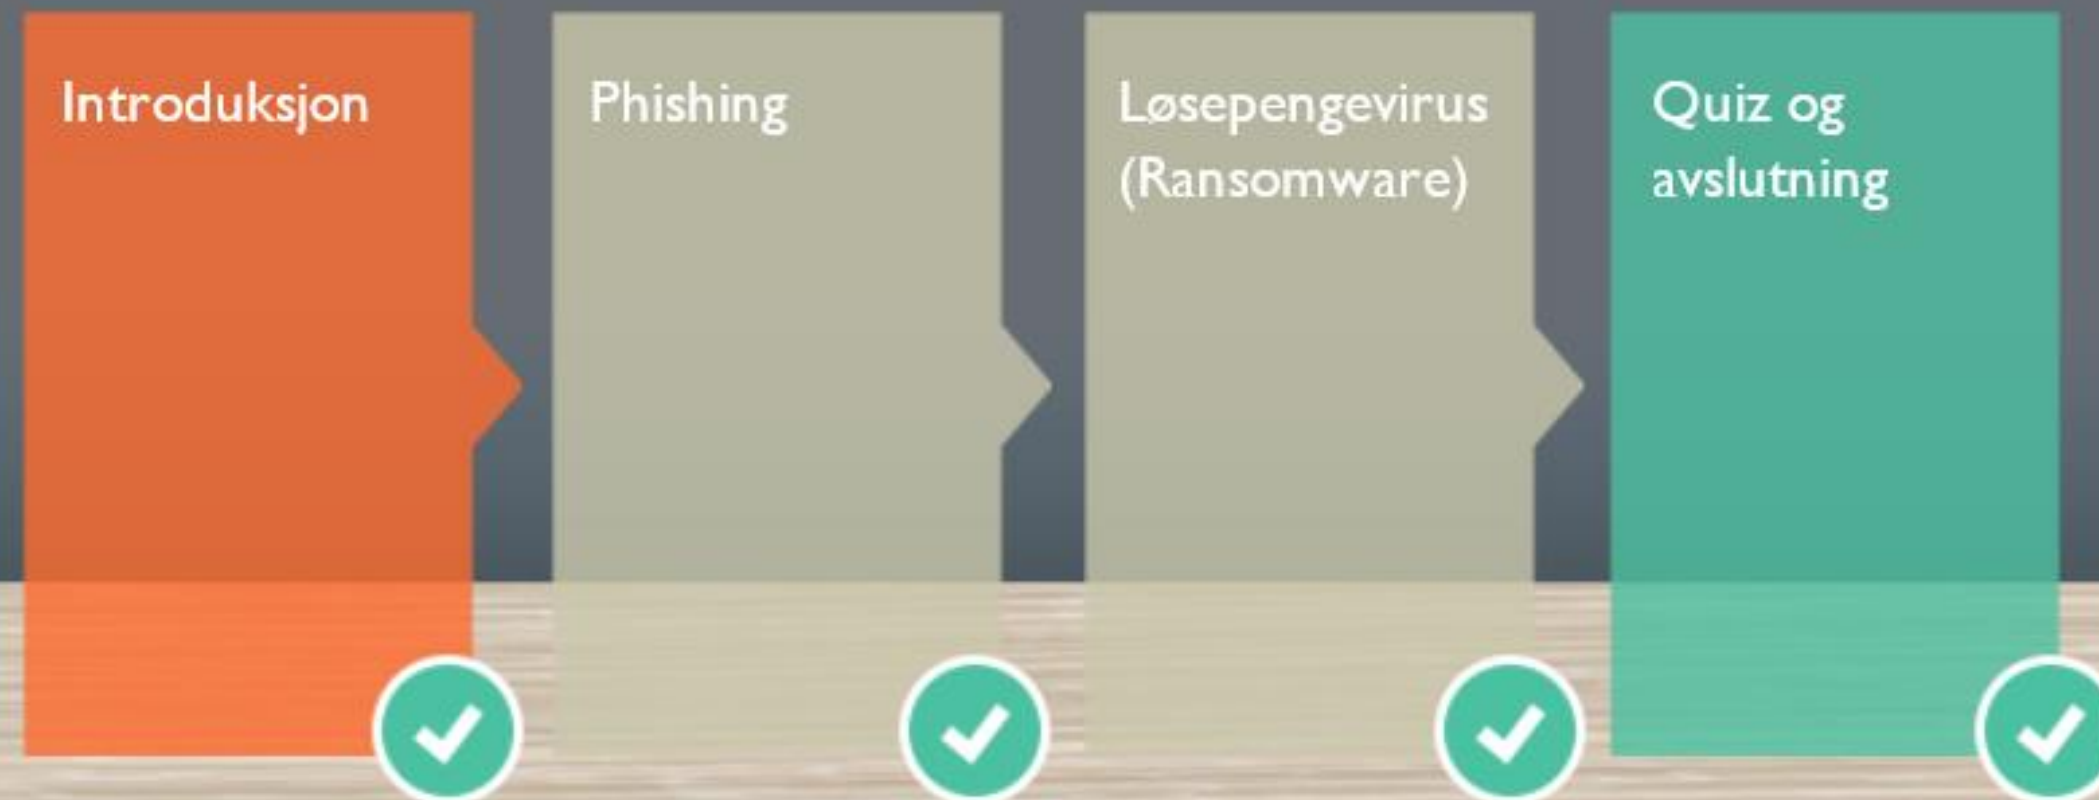 Introduksjon
Phishing
Løsepengevirus
(Ransomware)
Quiz og
avslutning